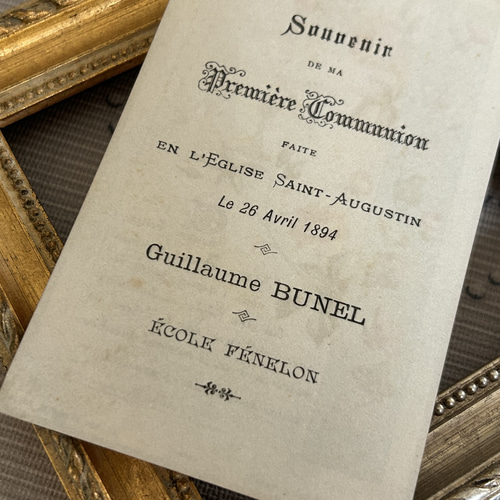 Souvenir
DE MA
Première Communion
FAITE
EN L'EGLISE SAINT-AUGUSTIN
Le 26 Avril 1894
Guillaume BUNEL
ÉCOLE FÉNELON